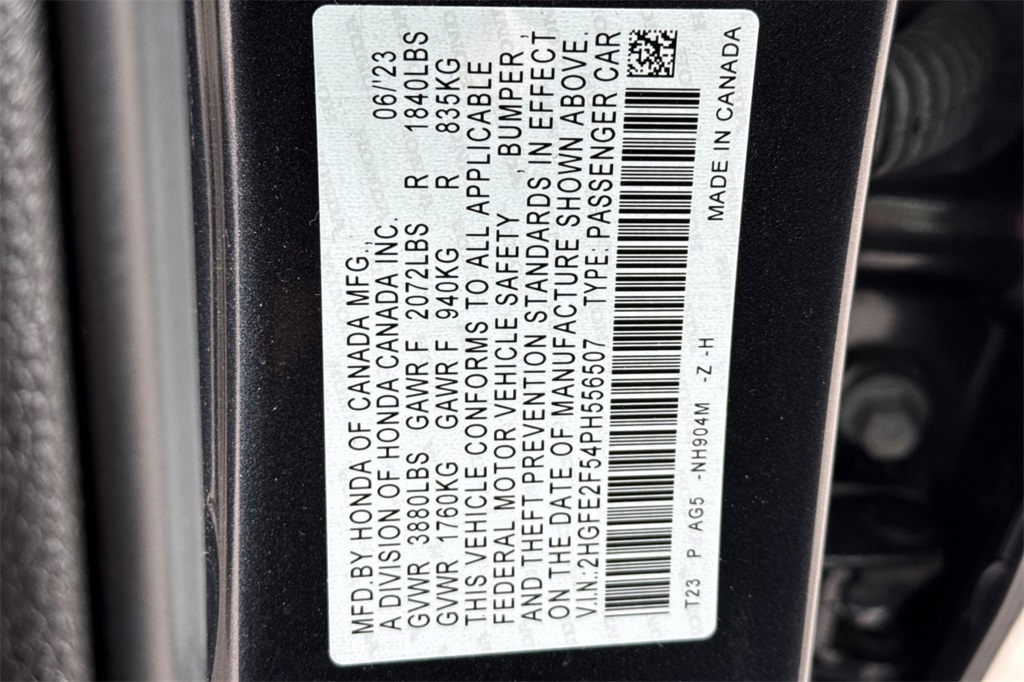 MFD.BY HONDA OF CANADA MFG.,
A DIVISION OF HONDA CANADA INC. 06/'23
GVWR 3880LBS GAWR F 2072LBS R 1840LBS
GVWR 1760KG GAWR F 940KG R 835KG
THIS VEHICLE CONFORMS TO ALL APPLICABLE
FEDERAL MOTOR VEHICLE SAFETY , BUMPER ,
AND THEFT PREVENTION STANDARDS IN EFFECT
ON THE DATE OF MANUFACTURE SHOWN ABOVE.
V.IN.:2HGFE2F54PH556507 TYPE: PASSENGER CAR
T23 P AG5 -NH904M -Z -H
MADE IN CANADA